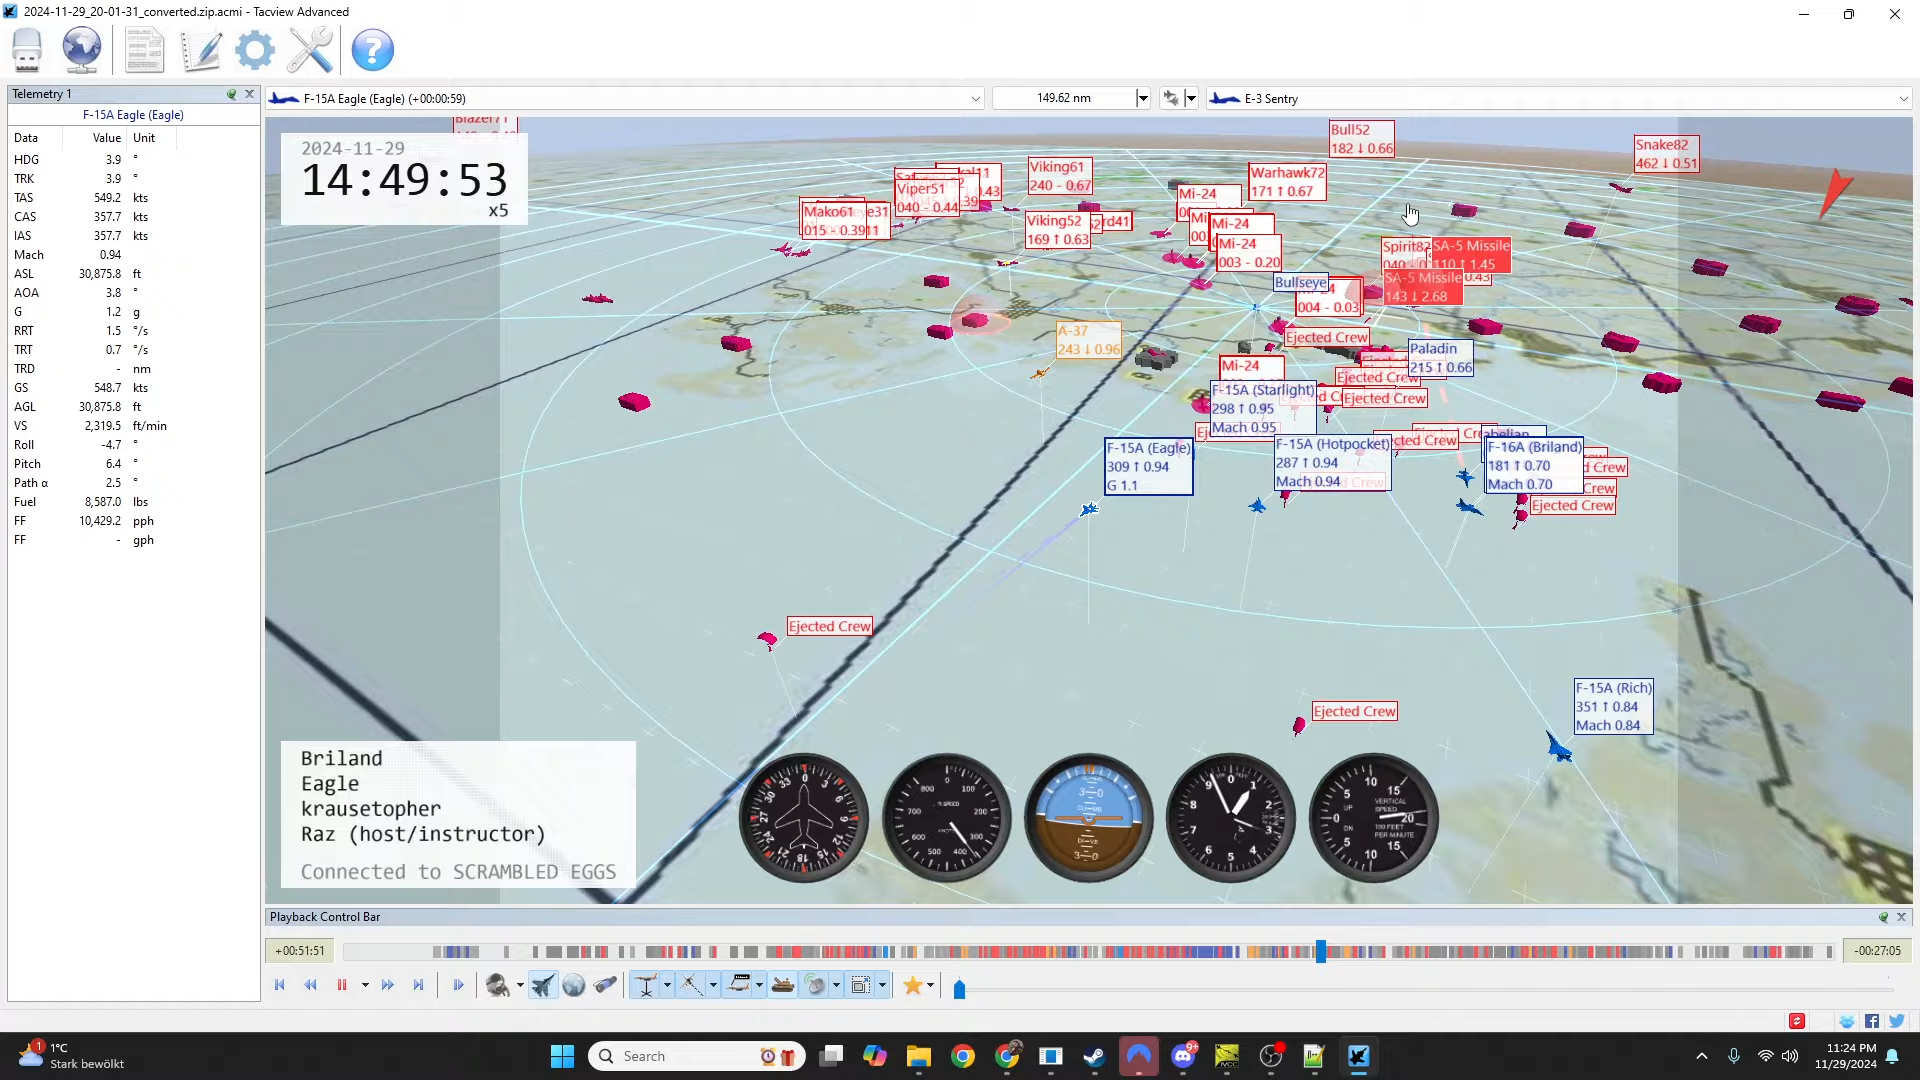 2024-11-29_20-01-31_converted.zip.acmi - Tacview Advanced
Telemetry 1
F-15A Eagle (Eagle)
Data Value Unit
HDG 3.9 °
TRK 3.9 °
TAS 549.2 kts
CAS 357.7 kts
IAS 357.7 kts
Mach 0.94
ASL 30,875.8 ft
AOA 3.8 °
G 1.2 g
RRT 1.5 °/s
TRT 0.7 °/s
TRD - nm
GS 548.7 kts
AGL 30,875.8 ft
VS 2,319.5 ft/min
Roll -4.7 °
Pitch 6.4 °
Path α 2.5 °
Fuel 8,587.0 lbs
FF 10,429.2 pph
FF - gph
F-15A Eagle (Eagle) (+00:00:59)
149.62 nm
E-3 Sentry
2024-11-29
14:49:53
x5
Blazer71
Bull52
182 ↓ 0.66
Snake82
462 ↓ 0.51
Viking61
240 - 0.67
Warhawk72
171 ↑ 0.67
Viper51
040 - 0.44
Mako61
015 - 0.39
Viking52
169 ↑ 0.63
Mi-24
Mi-24
Mi-24
003 - 0.20
Spirit82
SA-5 Missile
110 ↑ 1.45
SA-5 Missile
143 ↓ 2.68
Bullseye
004 - 0.03
A-37
243 ↓ 0.96
Ejected Crew
Paladin
215 ↑ 0.66
Mi-24
Ejected Crew
Ejected Crew
F-15A (Starlight)
298 ↑ 0.95
Mach 0.95
F-15A (Eagle)
309 ↑ 0.94
G 1.1
F-15A (Hotpocket)
287 ↑ 0.94
Mach 0.94
F-16A (Briland)
181 ↑ 0.70
Mach 0.70
Ejected Crew
Ejected Crew
Ejected Crew
F-15A (Rich)
351 ↑ 0.84
Mach 0.84
Briland
Eagle
krausetopher
Raz (host/instructor)
Connected to SCRAMBLED EGGS
Playback Control Bar
+00:51:51
-00:27:05
1°C
Stark bewölkt
Search
11:24 PM
11/29/2024